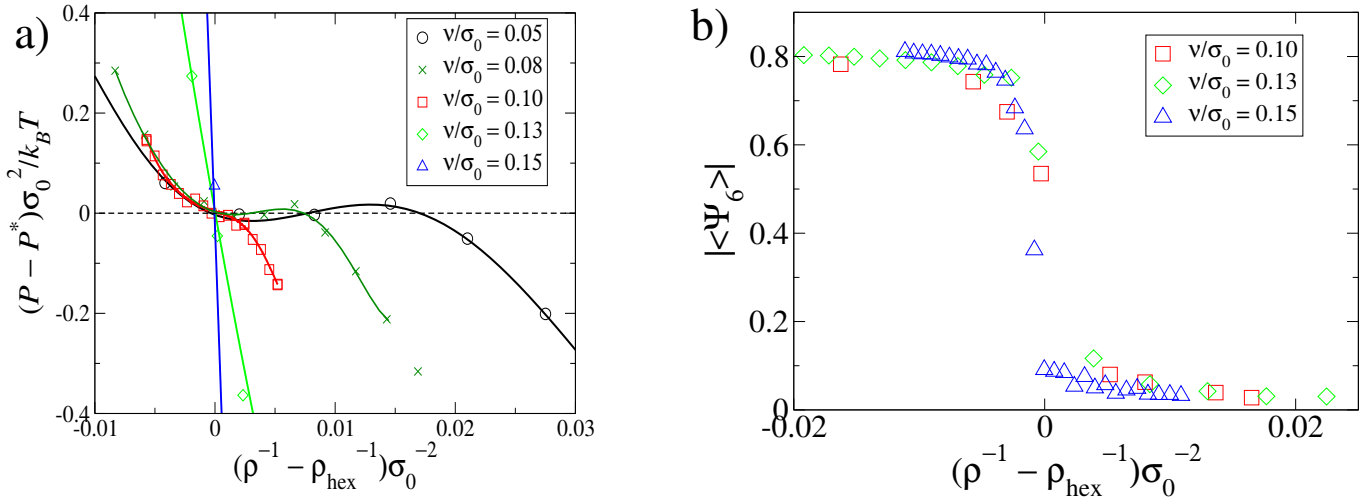 a)
(P − P*)σ₀²/k_BT
0.4
0.2
0
-0.2
-0.4
-0.01
0
0.01
0.02
0.03
(ρ⁻¹ − ρ_hex⁻¹)σ₀⁻²
ν/σ₀ = 0.05
ν/σ₀ = 0.08
ν/σ₀ = 0.10
ν/σ₀ = 0.13
ν/σ₀ = 0.15
b)
|<Ψ₆>|
0.8
0.6
0.4
0.2
0
-0.02
0
0.02
(ρ⁻¹ − ρ_hex⁻¹)σ₀⁻²
ν/σ₀ = 0.10
ν/σ₀ = 0.13
ν/σ₀ = 0.15